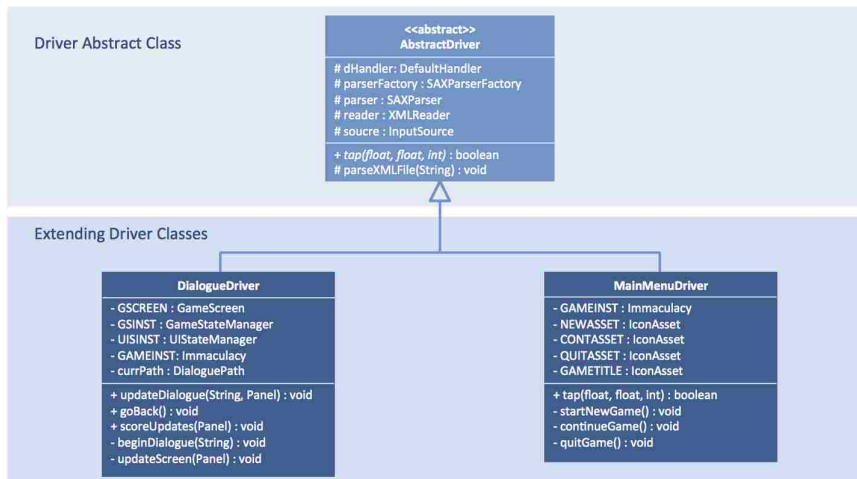 Driver Abstract Class
<<abstract>>
AbstractDriver
# dHandler: DefaultHandler
# parserFactory : SAXParserFactory
# parser : SAXParser
# reader : XMLReader
# soucre : InputSource
+ tap(float, float, int) : boolean
# parseXMLFile(String) : void
Extending Driver Classes
DialogueDriver
- GSCREEN : GameScreen
- GSINST : GameStateManager
- UISINST : UIStateManager
- GAMEINST: Immaculacy
- currPath : DialoguePath
+ updateDialogue(String, Panel) : void
+ goBack() : void
+ scoreUpdates(Panel) : void
- beginDialogue(String) : void
- updateScreen(Panel) : void
MainMenuDriver
- GAMEINST : Immaculacy
- NEWASSET : IconAsset
- CONTASSET : IconAsset
- QUITASSET : IconAsset
- GAMETITLE : IconAsset
+ tap(float, float, int) : boolean
- startNewGame() : void
- continueGame() : void
- quitGame() : void